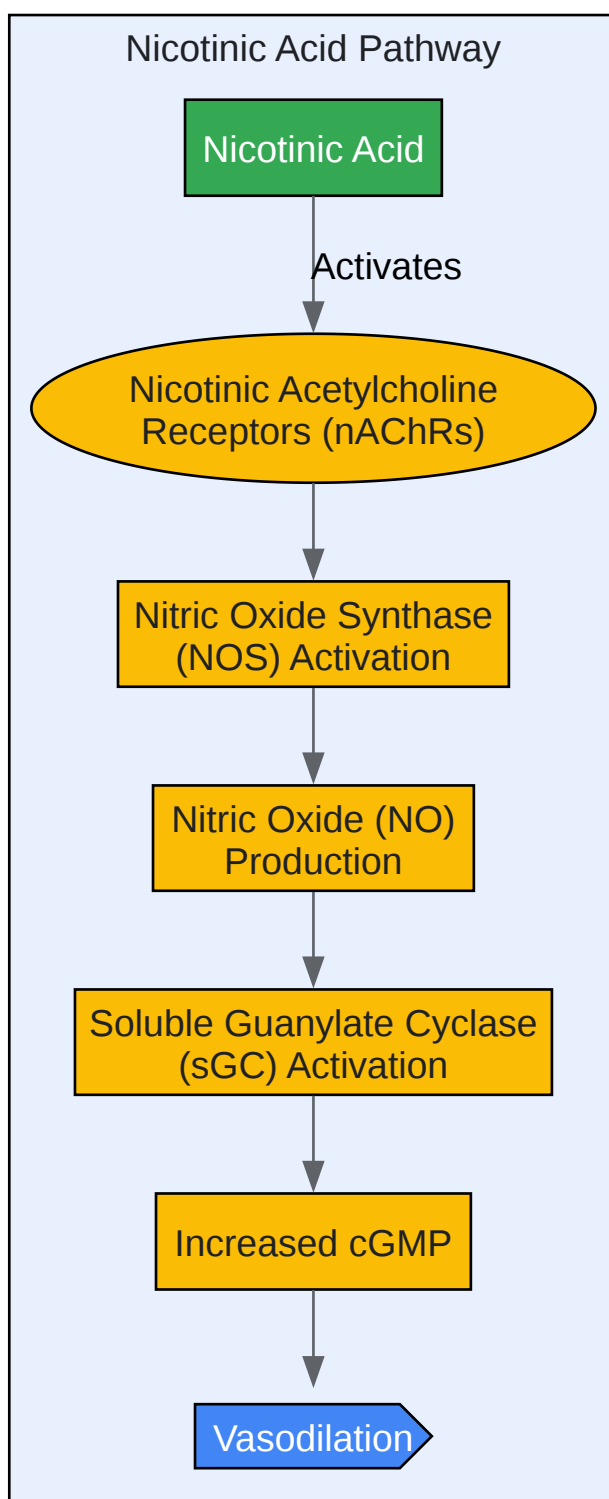 Nicotinic Acid Pathway
Nicotinic Acid
Activates
Nicotinic Acetylcholine
Receptors (nAChRs)
Nitric Oxide Synthase
(NOS) Activation
Nitric Oxide (NO)
Production
Soluble Guanylate Cyclase
(sGC) Activation
Increased cGMP
Vasodilation